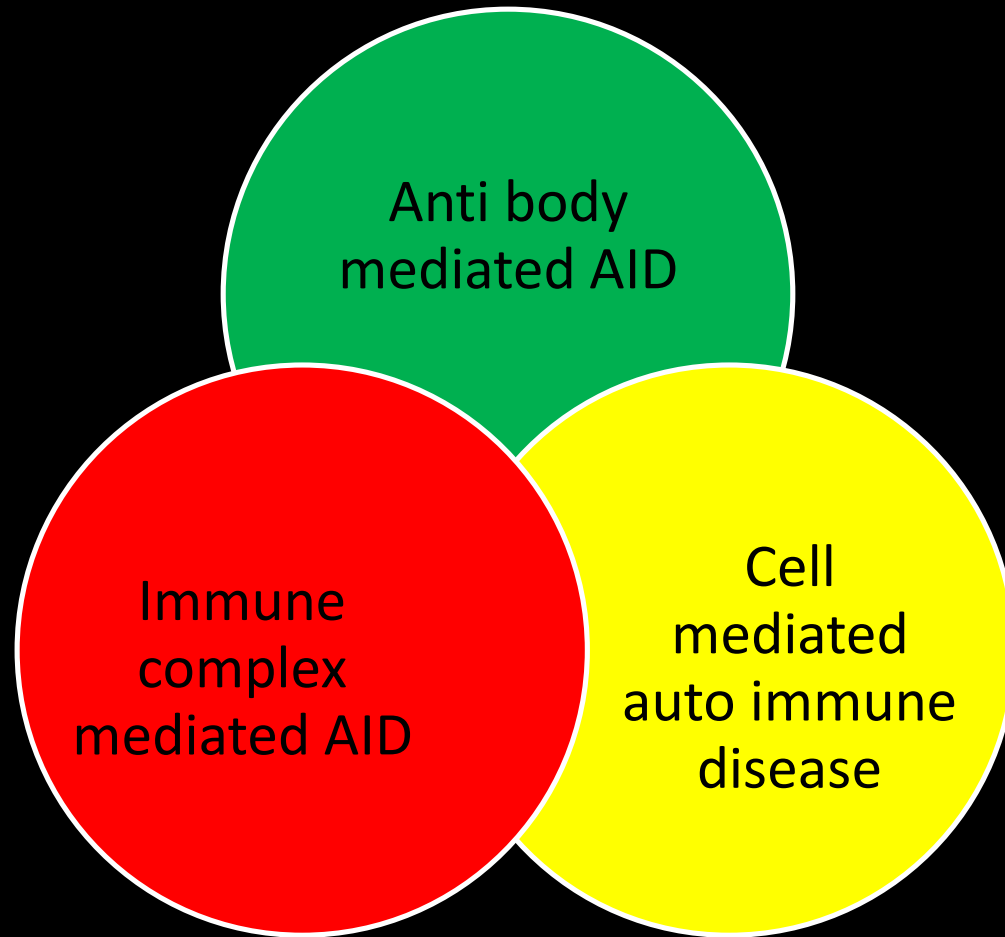 Anti body
mediated AID
Immune
complex
mediated AID
Cell
mediated
auto immune
disease